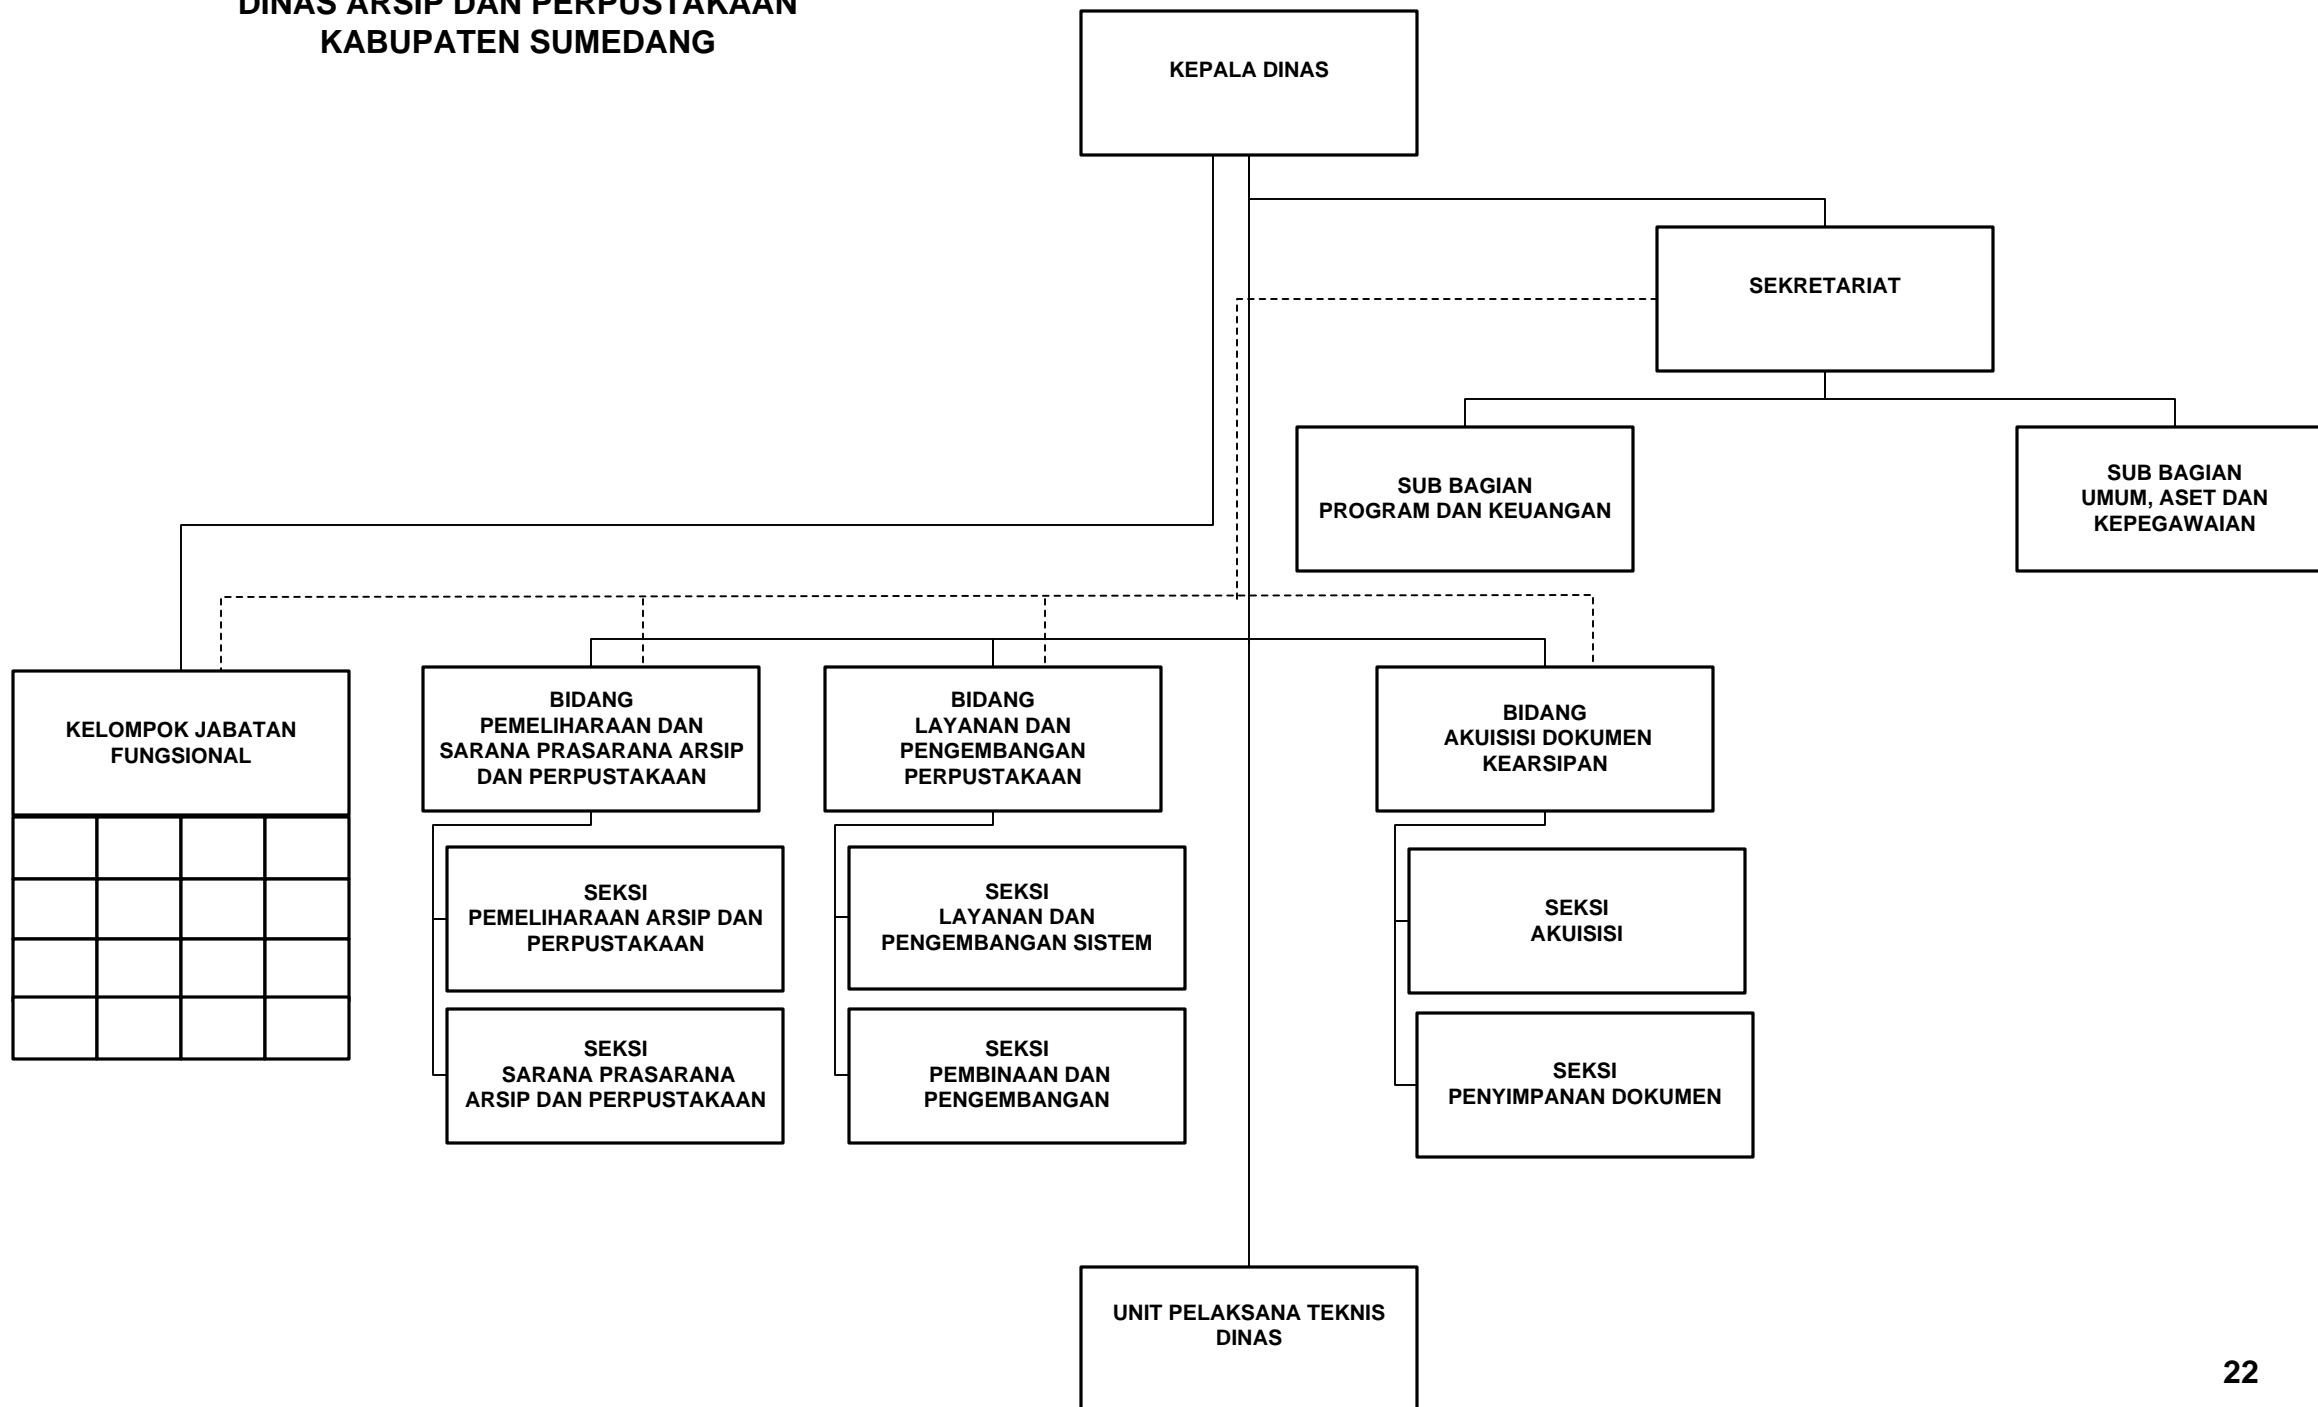 DINAS ARSIP DAN PERPUSTAKAAN
KABUPATEN SUMEDANG
KEPALA DINAS
SEKRETARIAT
SUB BAGIAN
PROGRAM DAN KEUANGAN
SUB BAGIAN
UMUM, ASET DAN
KEPEGAWAIAN
KELOMPOK JABATAN
FUNGSIONAL
BIDANG
PEMELIHARAAN DAN
SARANA PRASARANA ARSIP
DAN PERPUSTAKAAN
BIDANG
LAYANAN DAN
PENGEMBANGAN
PERPUSTAKAAN
BIDANG
AKUISISI DOKUMEN
KEARSIPAN
SEKSI
PEMELIHARAAN ARSIP DAN
PERPUSTAKAAN
SEKSI
LAYANAN DAN
PENGEMBANGAN SISTEM
SEKSI
AKUISISI
SEKSI
SARANA PRASARANA
ARSIP DAN PERPUSTAKAAN
SEKSI
PEMBINAAN DAN
PENGEMBANGAN
SEKSI
PENYIMPANAN DOKUMEN
UNIT PELAKSANA TEKNIS
DINAS
22